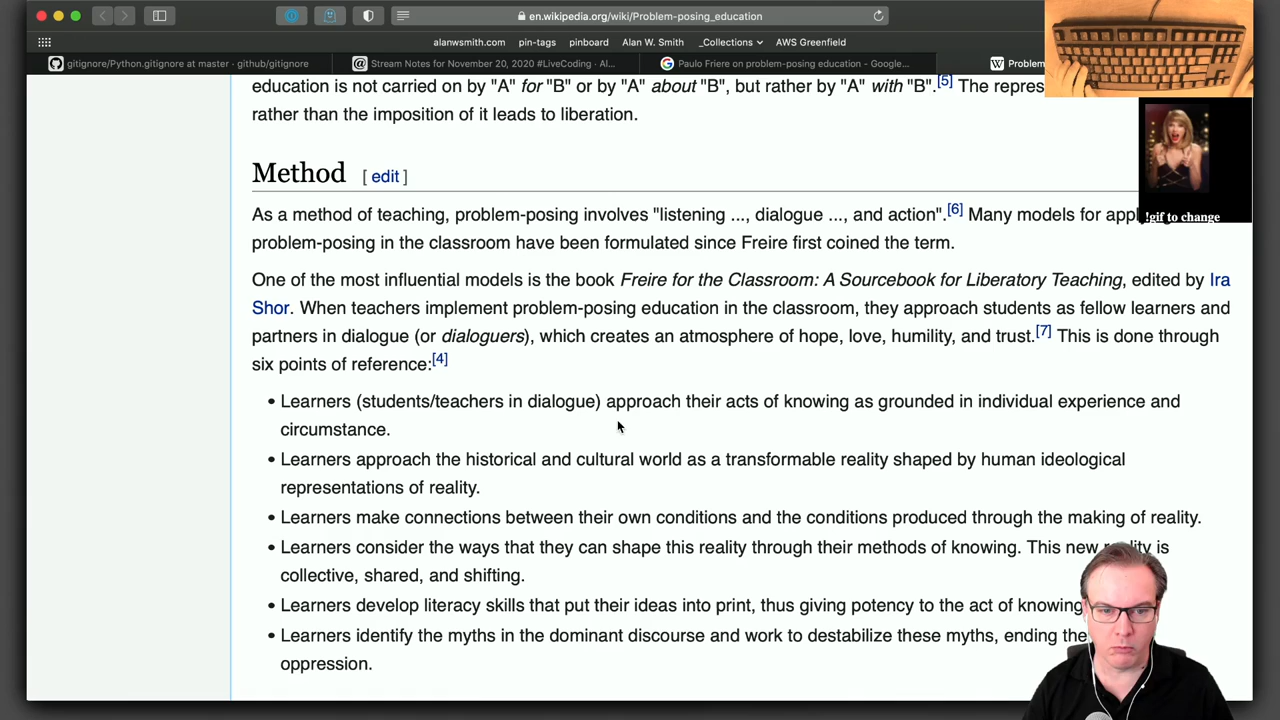 en.wikipedia.org/wiki/Problem-posing_education
alanwsmith.com pin-tags pinboard Alan W. Smith _Collections AWS Greenfield
gitignore/Python.gitignore at master · github/gitignore
Stream Notes for November 20, 2020 #LiveCoding - Al...
Paulo Friere on problem-posing education - Google...
W Problem
education is not carried on by "A" for "B" or by "A" about "B", but rather by "A" with "B".[5] The repres
rather than the imposition of it leads to liberation.
Method [ edit ]
As a method of teaching, problem-posing involves "listening ..., dialogue ..., and action".[6] Many models for app
!gif to change
problem-posing in the classroom have been formulated since Freire first coined the term.
One of the most influential models is the book Freire for the Classroom: A Sourcebook for Liberatory Teaching, edited by Ira
Shor. When teachers implement problem-posing education in the classroom, they approach students as fellow learners and
partners in dialogue (or dialoguers), which creates an atmosphere of hope, love, humility, and trust.[7] This is done through
six points of reference:[4]
• Learners (students/teachers in dialogue) approach their acts of knowing as grounded in individual experience and
circumstance.
• Learners approach the historical and cultural world as a transformable reality shaped by human ideological
representations of reality.
• Learners make connections between their own conditions and the conditions produced through the making of reality.
• Learners consider the ways that they can shape this reality through their methods of knowing. This new reality is
collective, shared, and shifting.
• Learners develop literacy skills that put their ideas into print, thus giving potency to the act of knowing
• Learners identify the myths in the dominant discourse and work to destabilize these myths, ending the
oppression.